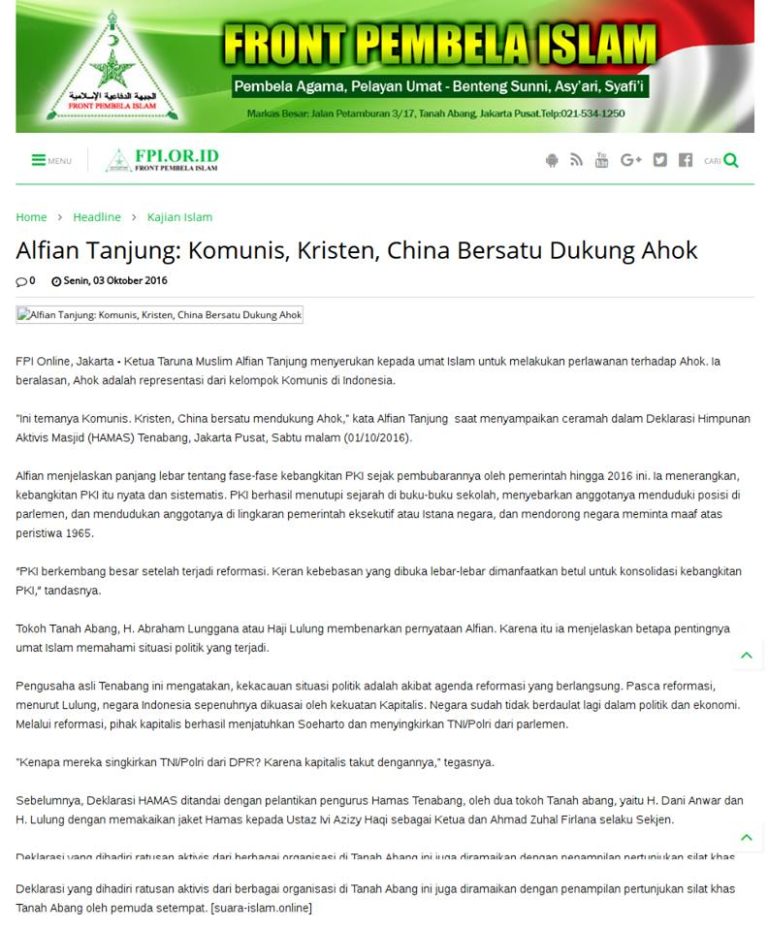 FRONT PEMBELA ISLAM
الجبهة الدفاعية الإسلامية
FRONT PEMBELA ISLAM
Pembela Agama, Pelayan Umat - Benteng Sunni, Asy'ari, Syafi'i
Markas Besar: Jalan Petamburan 3/17, Tanah Abang, Jakarta Pusat.Telp:021-534-1250
MENU
FPI.OR.ID
FRONT PEMBELA ISLAM
You Tube
G+
CARI
Home > Headline > Kajian Islam
Alfian Tanjung: Komunis, Kristen, China Bersatu Dukung Ahok
0 Senin, 03 Oktober 2016
Alfian Tanjung: Komunis, Kristen, China Bersatu Dukung Ahok
FPI Online, Jakarta - Ketua Taruna Muslim Alfian Tanjung menyerukan kepada umat Islam untuk melakukan perlawanan terhadap Ahok. Ia
beralasan, Ahok adalah representasi dari kelompok Komunis di Indonesia.
"Ini temanya Komunis. Kristen, China bersatu mendukung Ahok," kata Alfian Tanjung saat menyampaikan ceramah dalam Deklarasi Himpunan
Aktivis Masjid (HAMAS) Tenabang, Jakarta Pusat, Sabtu malam (01/10/2016).
Alfian menjelaskan panjang lebar tentang fase-fase kebangkitan PKI sejak pembubarannya oleh pemerintah hingga 2016 ini. Ia menerangkan,
kebangkitan PKI itu nyata dan sistematis. PKI berhasil menutupi sejarah di buku-buku sekolah, menyebarkan anggotanya menduduki posisi di
parlemen, dan mendudukan anggotanya di lingkaran pemerintah eksekutif atau Istana negara, dan mendorong negara meminta maaf atas
peristiwa 1965.
"PKI berkembang besar setelah terjadi reformasi. Keran kebebasan yang dibuka lebar-lebar dimanfaatkan betul untuk konsolidasi kebangkitan
PKI," tandasnya.
Tokoh Tanah Abang, H. Abraham Lunggana atau Haji Lulung membenarkan pernyataan Alfian. Karena itu ia menjelaskan betapa pentingnya
umat Islam memahami situasi politik yang terjadi.
Pengusaha asli Tenabang ini mengatakan, kekacauan situasi politik adalah akibat agenda reformasi yang berlangsung. Pasca reformasi,
menurut Lulung, negara Indonesia sepenuhnya dikuasai oleh kekuatan Kapitalis. Negara sudah tidak berdaulat lagi dalam politik dan ekonomi.
Melalui reformasi, pihak kapitalis berhasil menjatuhkan Soeharto dan menyingkirkan TNI/Polri dari parlemen.
"Kenapa mereka singkirkan TNI/Polri dari DPR? Karena kapitalis takut dengannya," tegasnya.
Sebelumnya, Deklarasi HAMAS ditandai dengan pelantikan pengurus Hamas Tenabang, oleh dua tokoh Tanah abang, yaitu H. Dani Anwar dan
H. Lulung dengan memakaikan jaket Hamas kepada Ustaz Ivi Azizy Haqi sebagai Ketua dan Ahmad Zuhal Firlana selaku Sekjen.
Deklarasi yang dihadiri ratusan aktivis dari berbagai organisasi di Tanah Abang ini juga diramaikan dengan penampilan pertunjukan silat khas
Deklarasi yang dihadiri ratusan aktivis dari berbagai organisasi di Tanah Abang ini juga diramaikan dengan penampilan pertunjukan silat khas
Tanah Abang oleh pemuda setempat. [suara-islam.online]